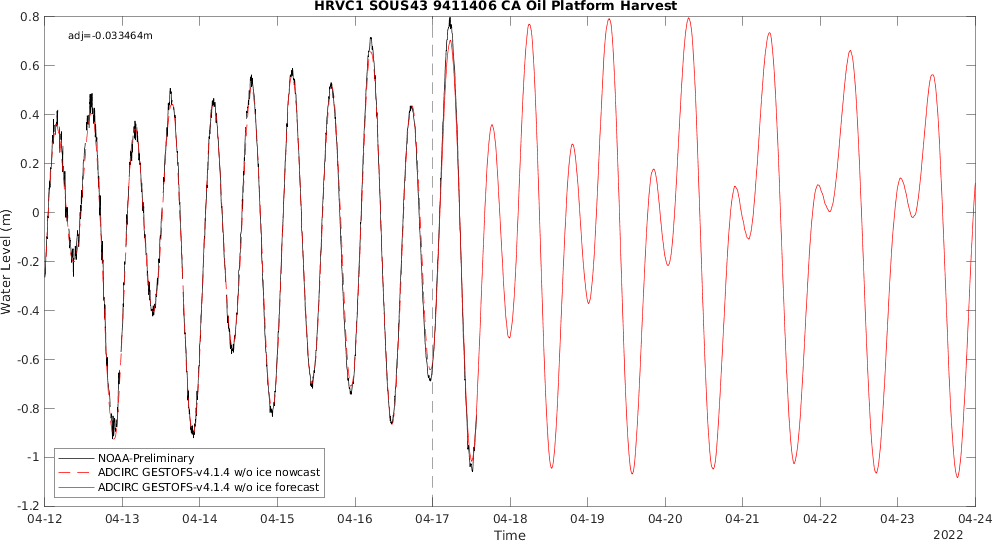 HRVC1 SOUS43 9411406 CA Oil Platform Harvest
adj=-0.033464m
0.8
0.6
0.4
0.2
0
-0.2
-0.4
-0.6
-0.8
-1
-1.2
Water Level (m)
NOAA-Preliminary
ADCIRC GESTOFS-v4.1.4 w/o ice nowcast
ADCIRC GESTOFS-v4.1.4 w/o ice forecast
04-12 04-13 04-14 04-15 04-16 04-17 04-18 04-19 04-20 04-21 04-22 04-23 04-24
Time
2022